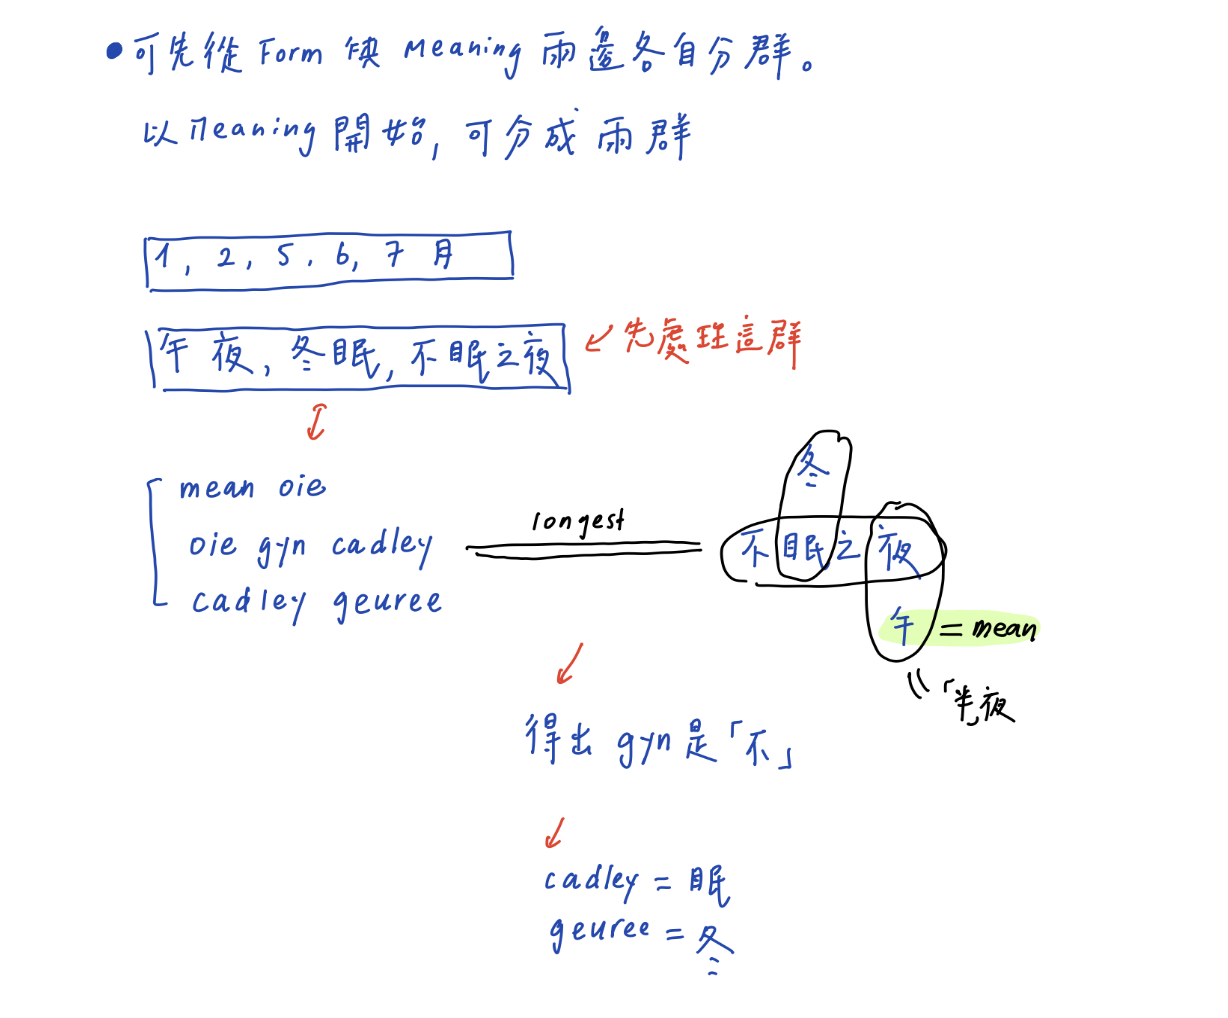 •可先從 Form 與 Meaning 兩邊各自分群。
以 Meaning 開始, 可分成 兩群
1, 2, 5, 6, 7 月
午夜, 冬眠, 不眠之夜
先處理這群
mean oie
oie gyn cadley
cadley geuree
longest
冬
不眠之夜
午 = mean
「半夜
得出 gyn 是「不」
cadley = 眠
geuree = 冬